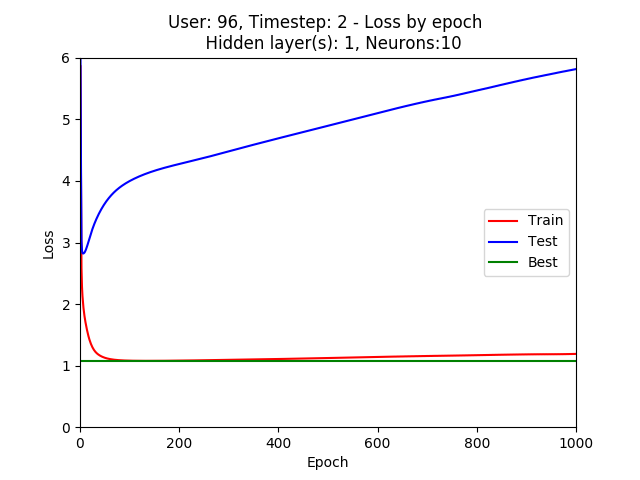 User: 96, Timestep: 2 - Loss by epoch
Hidden layer(s): 1, Neurons:10
6
5
4
3
2
1
0
Loss
Train
Test
Best
0 200 400 600 800 1000
Epoch